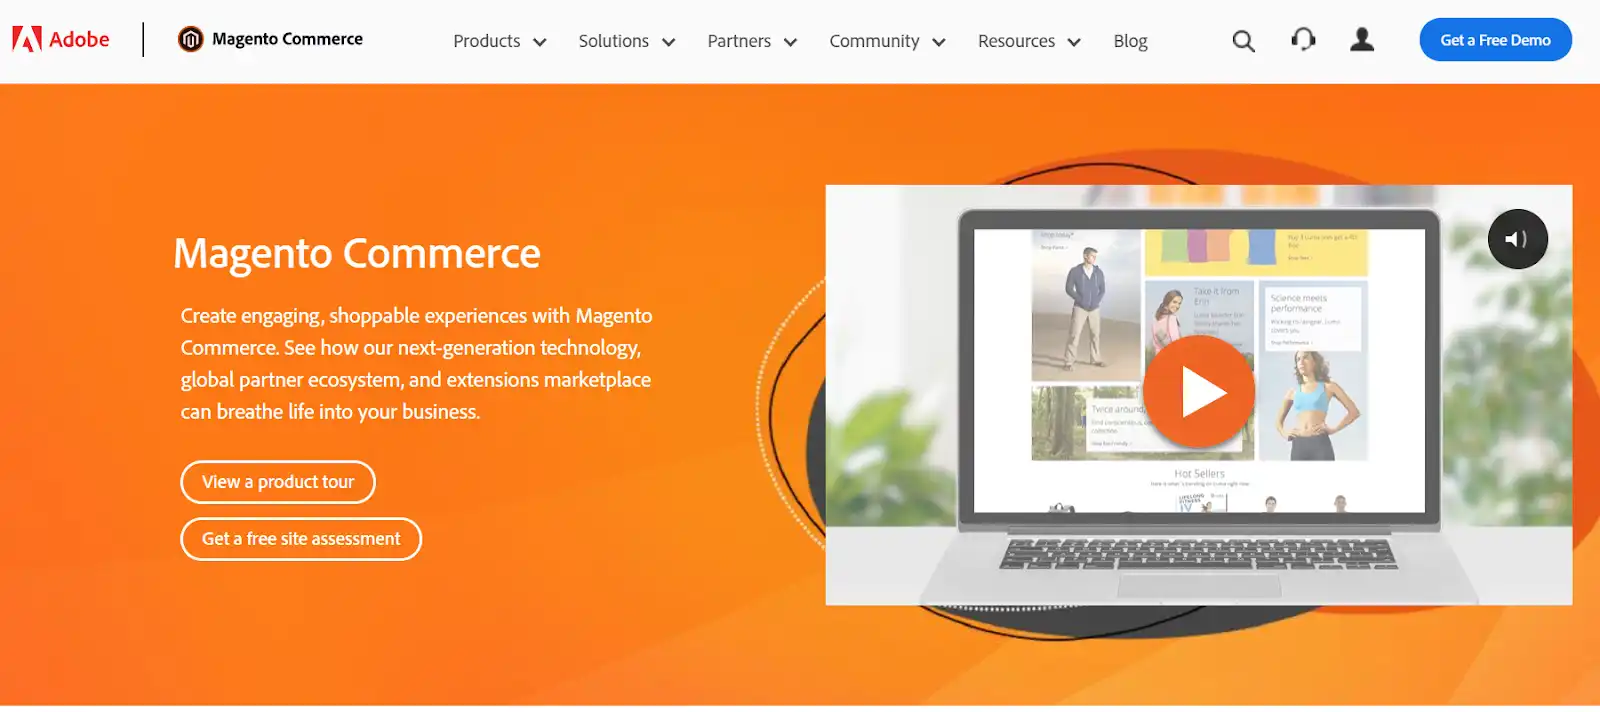 Adobe
Magento Commerce
Products
Solutions
Partners
Community
Resources
Blog
Get a Free Demo
Magento Commerce
Create engaging, shoppable experiences with Magento
Commerce. See how our next-generation technology,
global partner ecosystem, and extensions marketplace
can breathe life into your business.
View a product tour
Get a free site assessment
Take it from
Erin
Science meets
performance
Twice around,
Hot Sellers